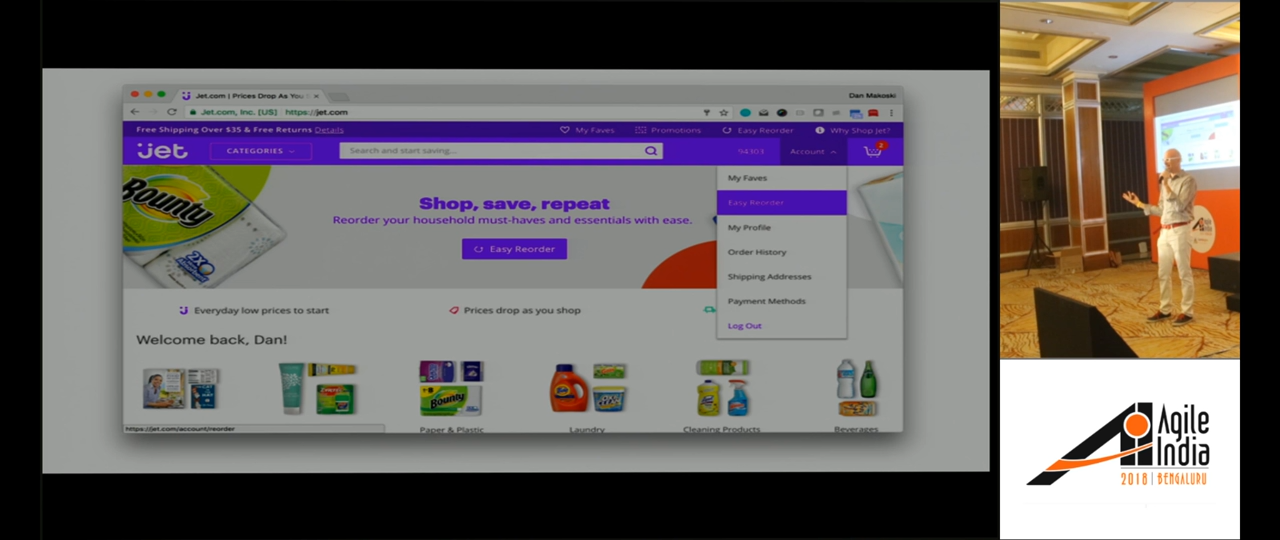 Jet.com | Prices Drop As You S
Dan Makoski
Jet.com, Inc. [US] https://jet.com
Free Shipping Over $35 & Free Returns Details
My Faves
Promotions
Easy Reorder
Why Shop Jet?
jet
CATEGORIES
Search and start saving...
94303
Account
2
My Faves
Easy Reorder
My Profile
Order History
Shipping Addresses
Payment Methods
Log Out
BOUNTY
2X
Shop, save, repeat
Reorder your household must-haves and essentials with ease.
Easy Reorder
Everyday low prices to start
Prices drop as you shop
Welcome back, Dan!
Bounty
https://jet.com/account/reorder
Paper & Plastic
Laundry
Cleaning Products
Beverages
Agile
India
2018 | BENGALURU